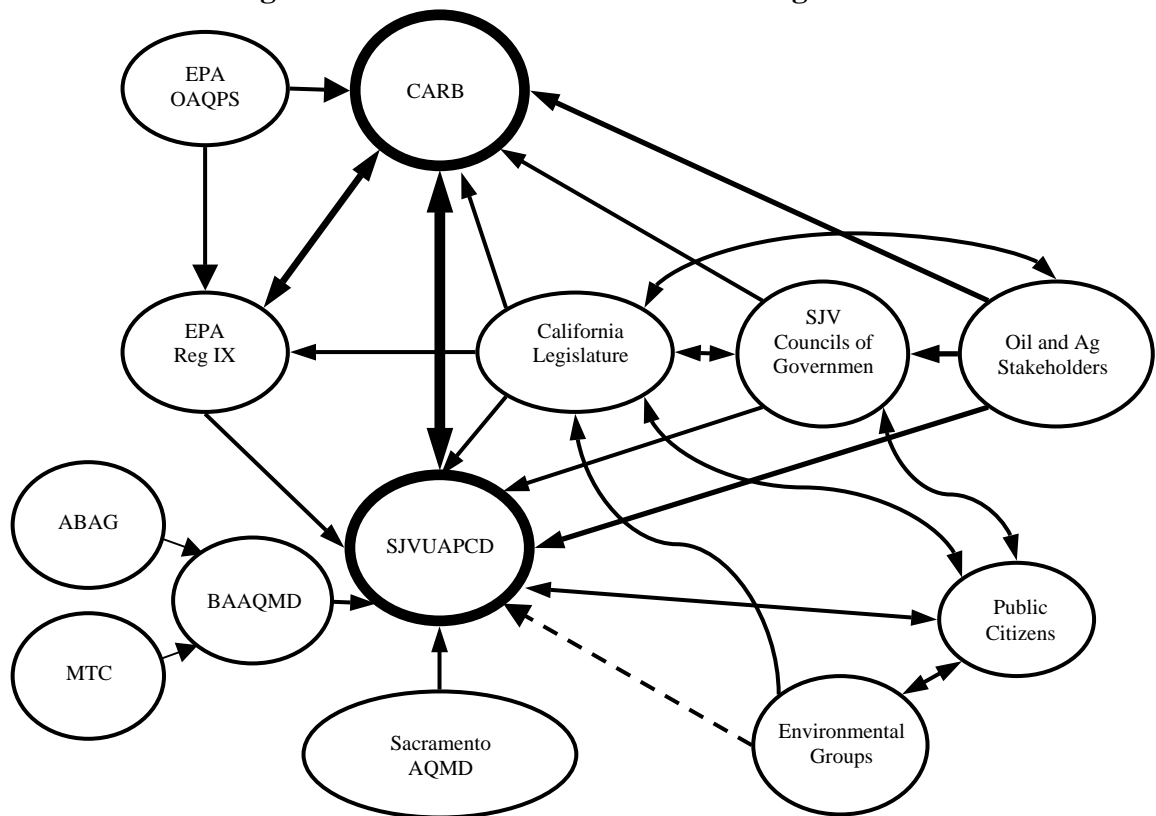 EPA
OAQPS
CARB
EPA
Reg IX
California
Legislature
SJV
Councils of
Governmen
Oil and Ag
Stakeholders
ABAG
SJVUAPCD
BAAQMD
MTC
Public
Citizens
Sacramento
AQMD
Environmental
Groups